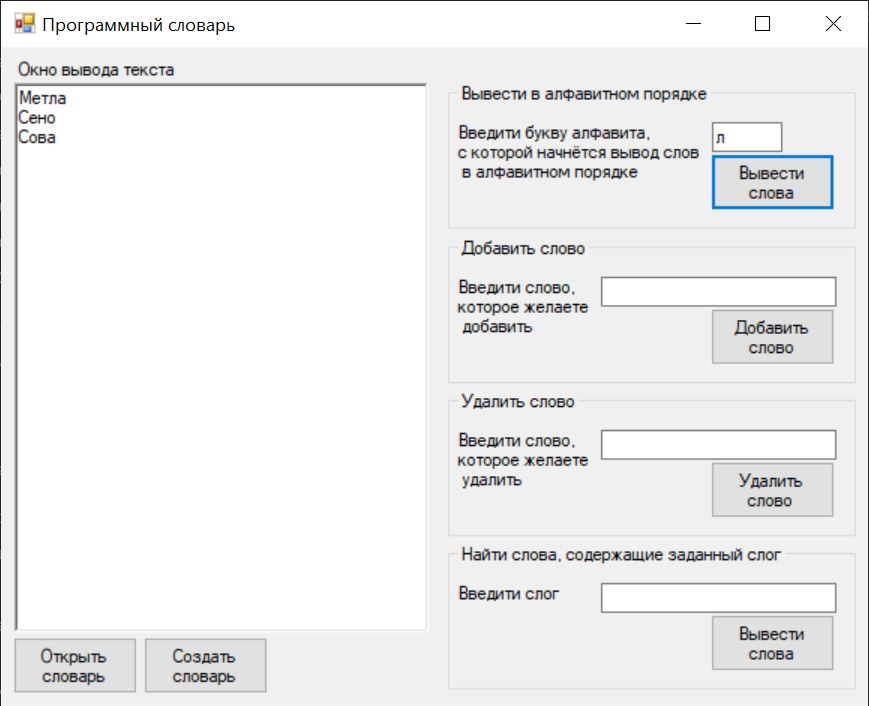 Программный словарь
Окно вывода текста
Метла
Сено
Сова
Открыть
словарь
Создать
словарь
Вывести в алфавитном порядке
Введити букву алфавита,
с которой начнётся вывод слов
в алфавитном порядке
л
Вывести
слова
Добавить слово
Введити слово,
которое желаете
добавить
Добавить
слово
Удалить слово
Введити слово,
которое желаете
удалить
Удалить
слово
Найти слова, содержащие заданный слог
Введити слог
Вывести
слова